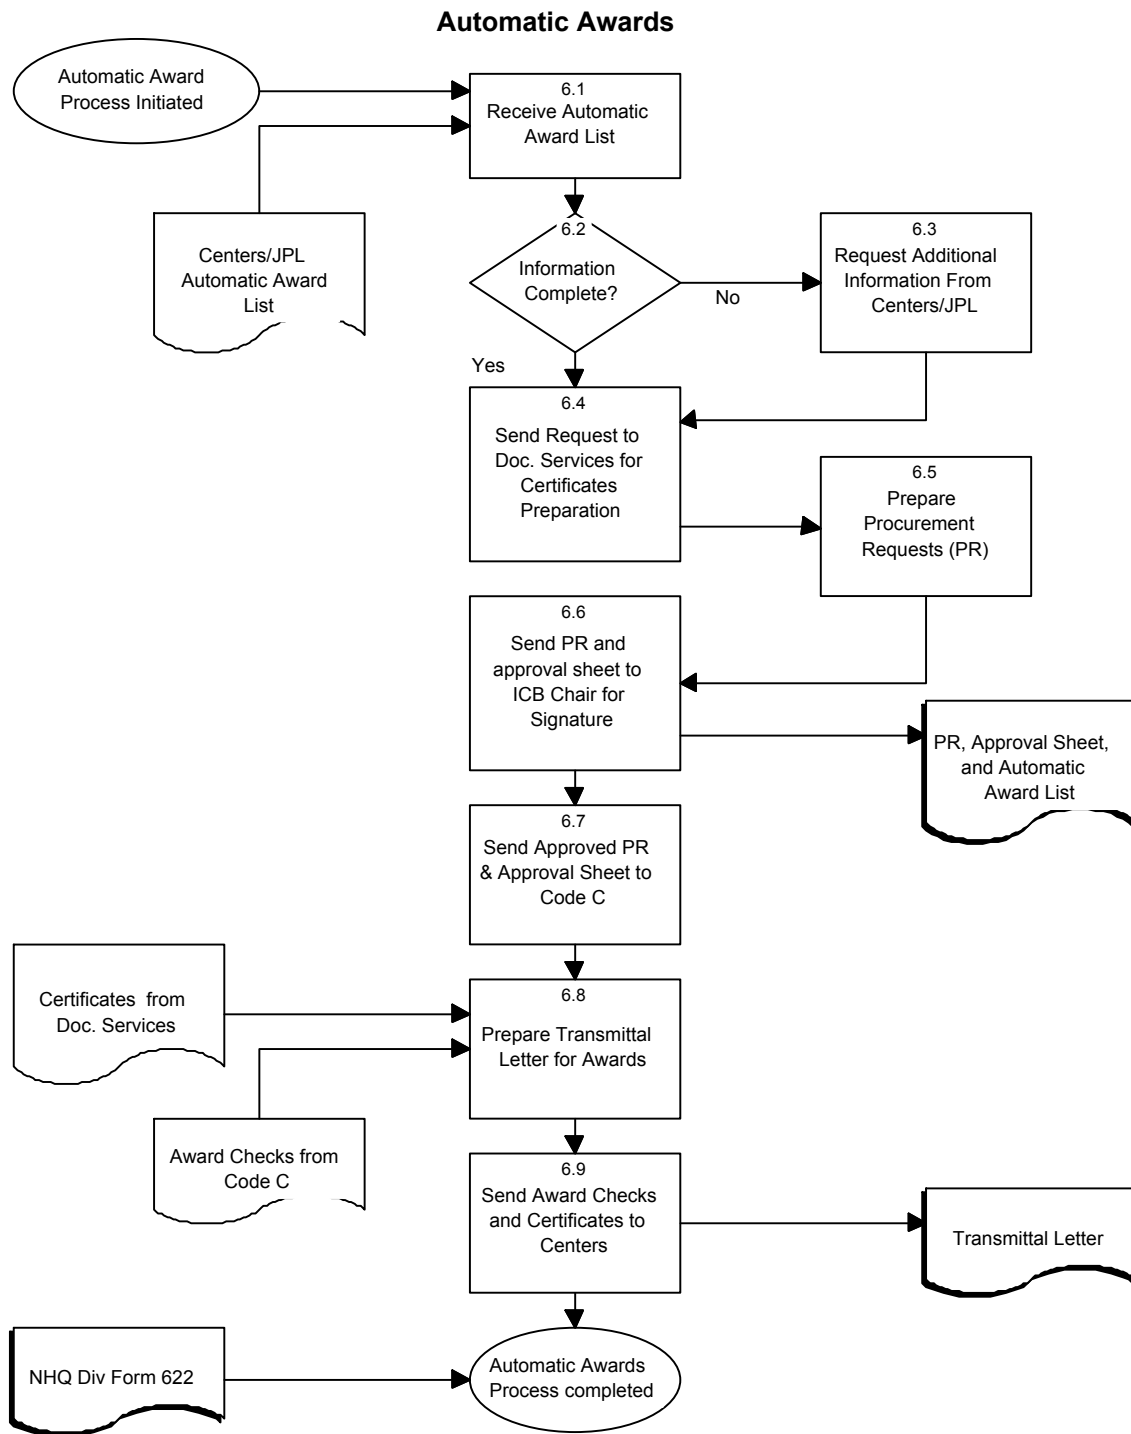 Automatic Awards
Automatic Award
Process Initiated
6.1
Receive Automatic
Award List
Centers/JPL
Automatic Award
List
6.2
Information
Complete?
No
Yes
6.3
Request Additional
Information From
Centers/JPL
6.4
Send Request to
Doc. Services for
Certificates
Preparation
6.5
Prepare
Procurement
Requests (PR)
6.6
Send PR and
approval sheet to
ICB Chair for
Signature
PR, Approval Sheet,
and Automatic
Award List
6.7
Send Approved PR
& Approval Sheet to
Code C
Certificates from
Doc. Services
6.8
Prepare Transmittal
Letter for Awards
Award Checks from
Code C
6.9
Send Award Checks
and Certificates to
Centers
Transmittal Letter
NHQ Div Form 622
Automatic Awards
Process completed